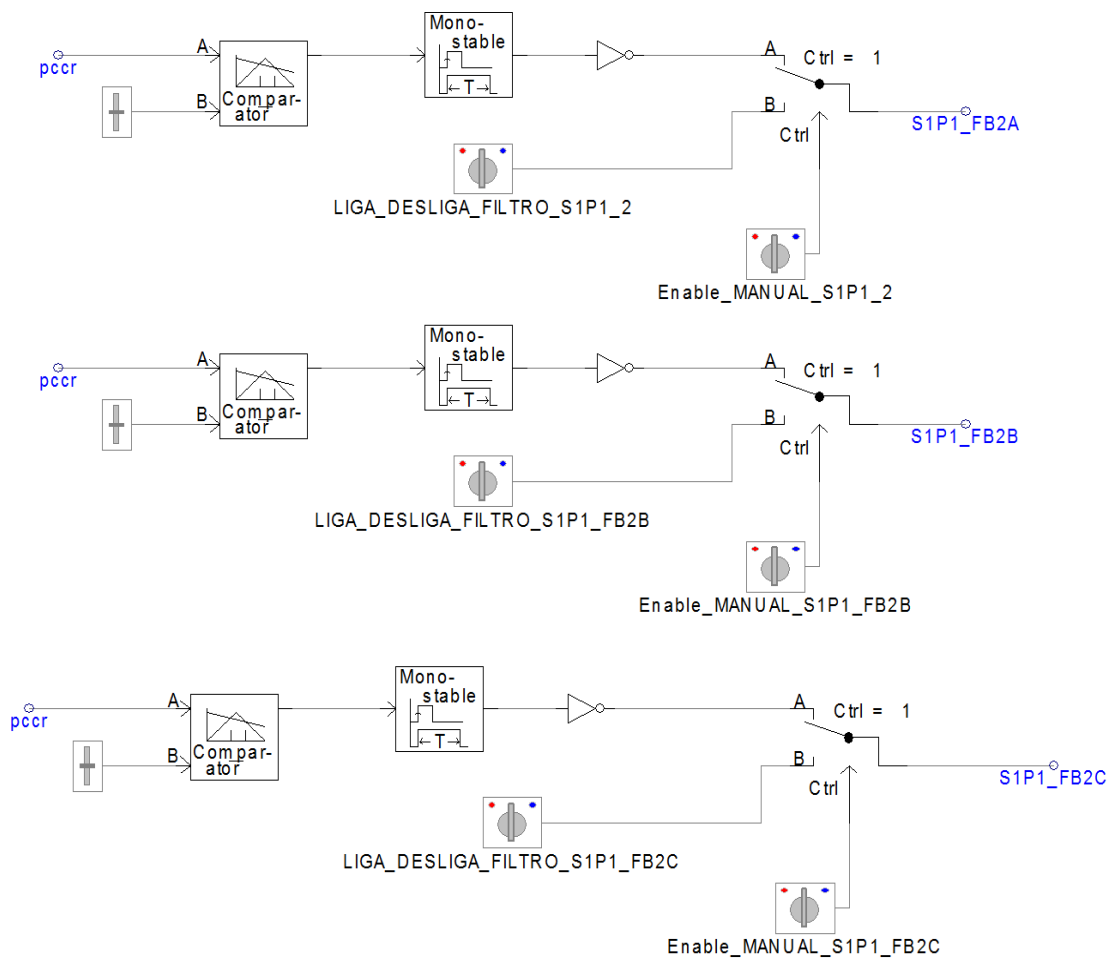 Mono-
stable
A
A
Ctrl = 1
pccr
T
B
Compar-
ator
B
Ctrl
S1P1_FB2A
LIGA_DESLIGA_FILTRO_S1P1_2
Enable_MANUAL_S1P1_2
Mono-
stable
A
A
Ctrl = 1
pccr
T
B
Compar-
ator
B
Ctrl
S1P1_FB2B
LIGA_DESLIGA_FILTRO_S1P1_FB2B
Enable_MANUAL_S1P1_FB2B
Mono-
stable
A
A
Ctrl = 1
pccr
T
B
Compar-
ator
B
Ctrl
S1P1_FB2C
LIGA_DESLIGA_FILTRO_S1P1_FB2C
Enable_MANUAL_S1P1_FB2C